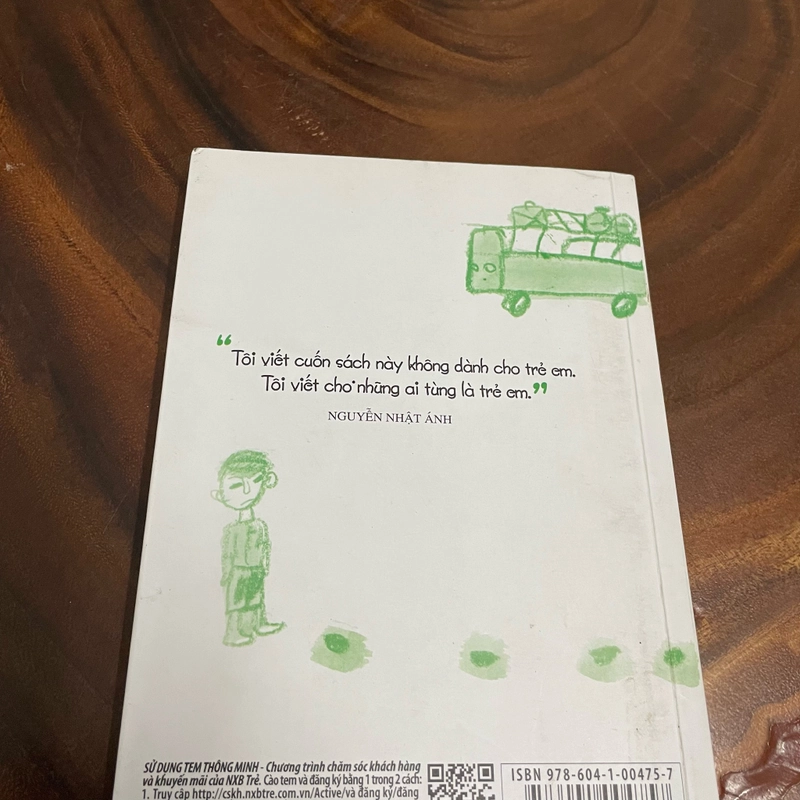 “Tôi viết cuốn sách này không dành cho trẻ em.
Tôi viết cho những ai từng là trẻ em.”
NGUYỄN NHẬT ÁNH
SỬ DỤNG TEM THÔNG MINH - Chương trình chăm sóc khách hàng
và khuyến mãi của NXB Trẻ. Cào tem và đăng ký bằng 1 trong 2 cách:
1. Truy cập http://cskh.nxbtre.com.vn/Active/và đăng ký/đăng
ISBN 978-604-1-00475-7